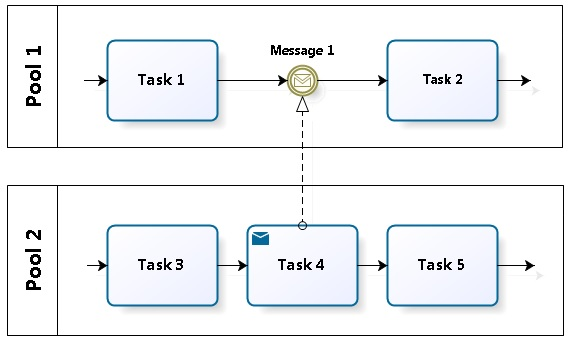 Pool 1
Message 1
Task 1
Task 2
Pool 2
Task 3
Task 4
Task 5